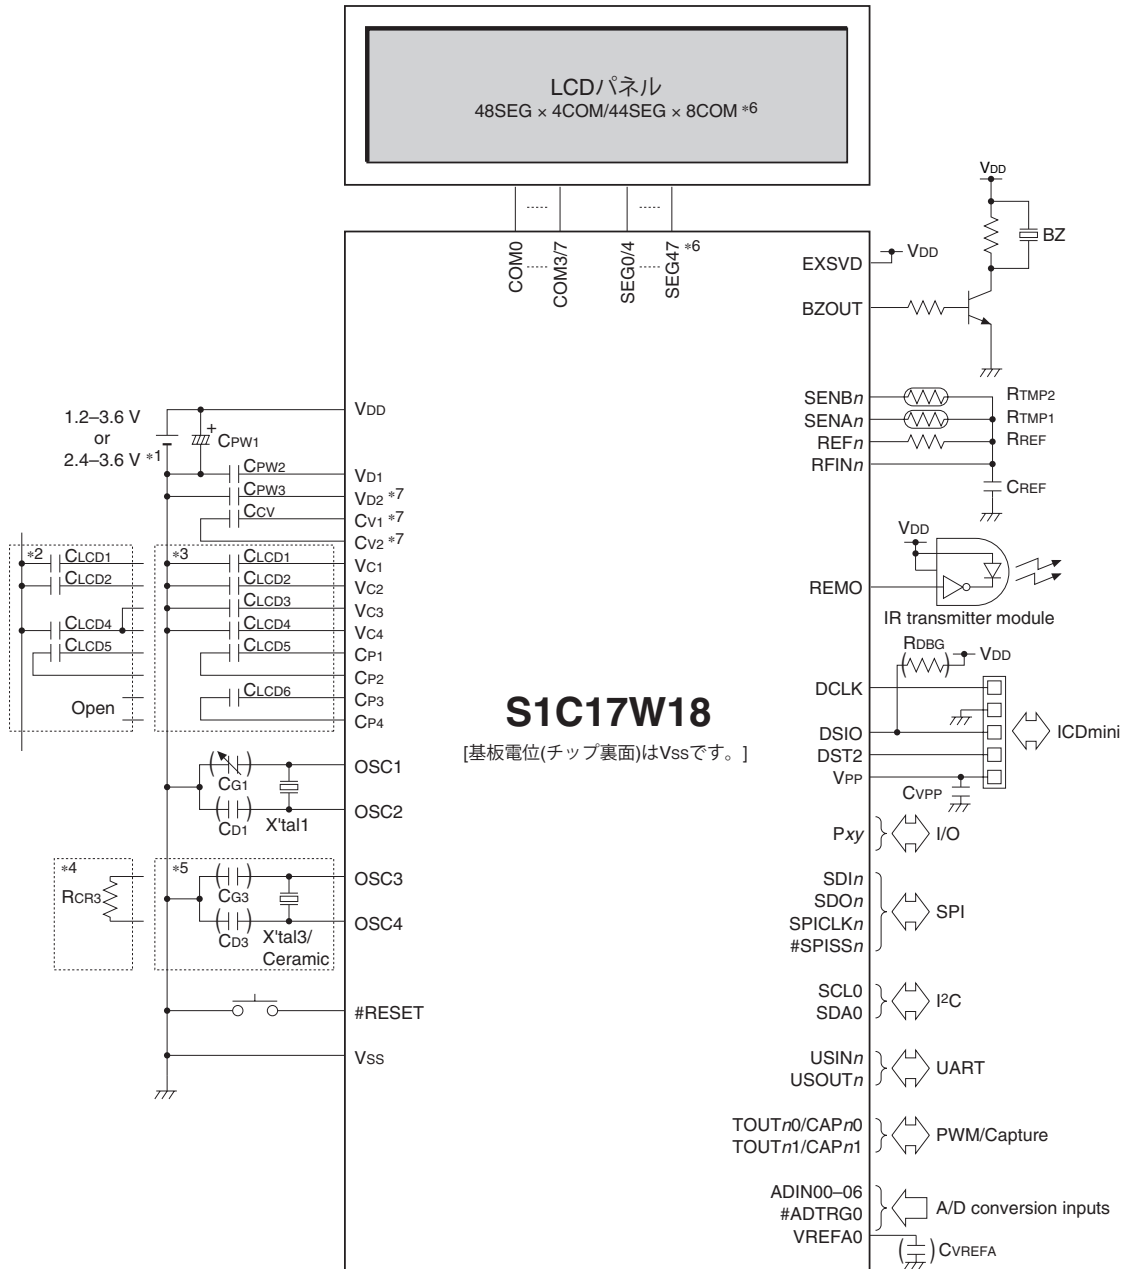 LCDパネル
48SEG × 4COM/44SEG × 8COM *6
COM0
COM3/7
SEG0/4
SEG47
*6
VDD
BZ
EXSVD
VDD
BZOUT
1.2–3.6 V
or
2.4–3.6 V *1
CPW1
VDD
CPW2
VD1
CPW3
VD2 *7
CCV
CV1 *7
CV2 *7
*2
CLCD1
CLCD2
CLCD4
CLCD5
Open
*3
CLCD1
VC1
CLCD2
VC2
CLCD3
VC3
CLCD4
VC4
CLCD5
CP1
CP2
CLCD6
CP3
CP4
SENBn
RTMP2
SENAn
RTMP1
REFn
RREF
RFINn
CREF
VDD
REMO
IR transmitter module
RDBG
VDD
DCLK
DSIO
DST2
VPP
CVPP
ICDmini
S1C17W18
[基板電位(チップ裏面)はVssです。]
CG1
CD1
X'tal1
OSC1
OSC2
*4
RCR3
*5
CG3
CD3
X'tal3/
Ceramic
OSC3
OSC4
#RESET
VSS
Pxy
I/O
SDIn
SDOn
SPICLKn
#SPISSn
SPI
SCL0
SDA0
I2C
USINn
USOUTn
UART
TOUTn0/CAPn0
TOUTn1/CAPn1
PWM/Capture
ADIN00–06
#ADTRG0
A/D conversion inputs
VREFA0
CVREFA